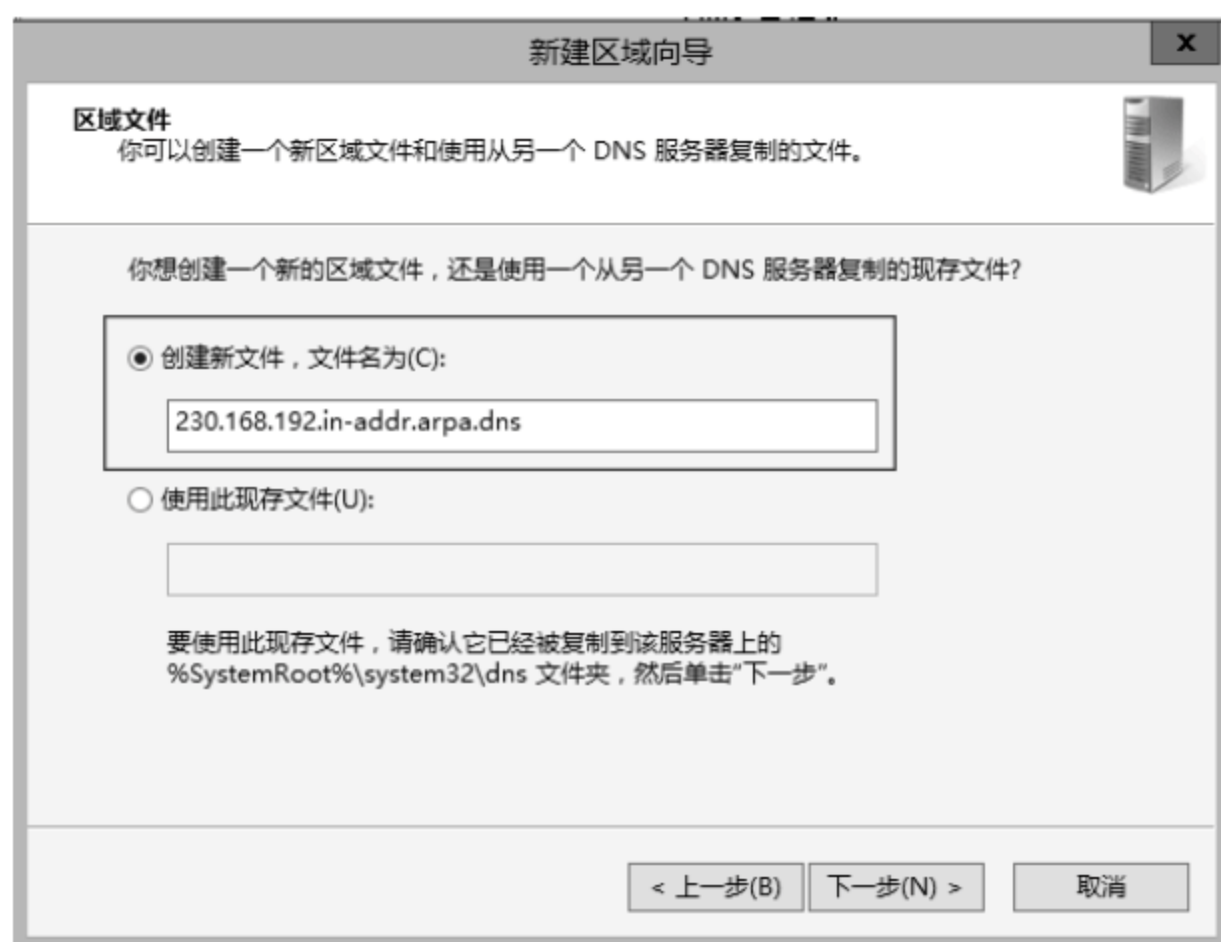 新建区域向导
x
区域文件
你可以创建一个新区域文件和使用从另一个 DNS 服务器复制的文件。
你想创建一个新的区域文件，还是使用一个从另一个 DNS 服务器复制的现存文件?
创建新文件，文件名为(C):
230.168.192.in-addr.arpa.dns
使用此现存文件(U):
要使用此现存文件，请确认它已经被复制到该服务器上的
%SystemRoot%\system32\dns 文件夹，然后单击“下一步”。
< 上一步(B) 下一步(N) > 取消